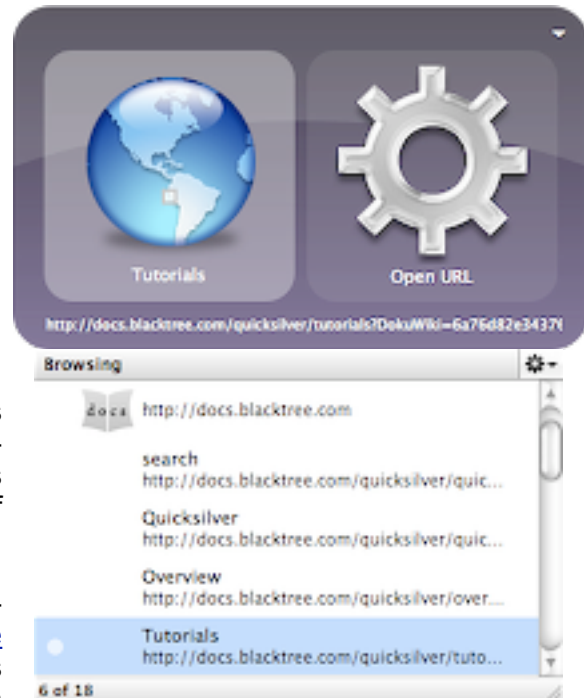 Tutorials
Open URL
http://docs.blacktree.com/quicksilver/tutorials?DokuWiki=6a76d82e3437
Browsing
docs http://docs.blacktree.com
search
http://docs.blacktree.com/quicksilver/quic...
Quicksilver
http://docs.blacktree.com/quicksilver/quic...
Overview
http://docs.blacktree.com/quicksilver/over...
Tutorials
http://docs.blacktree.com/quicksilver/tuto...
6 of 18